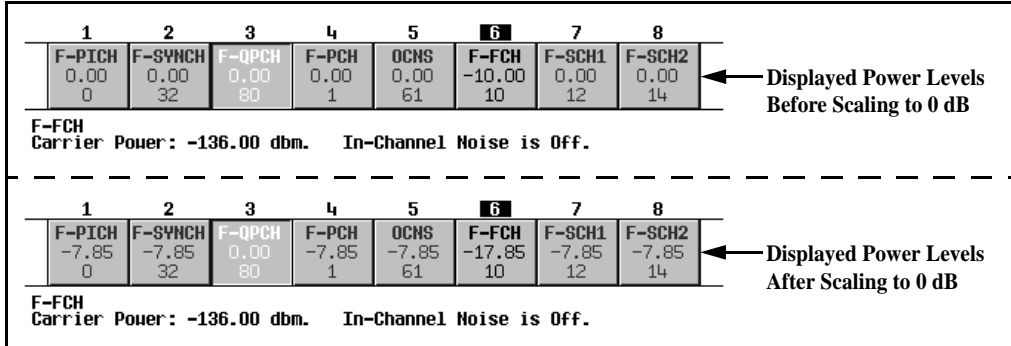 1 2 3 4 5 6 7 8
F-PICH F-SYNCH F-QPCH F-PCH OCNS F-FCH F-SCH1 F-SCH2
0.00 0.00 0.00 0.00 0.00 -10.00 0.00 0.00
0 32 80 1 61 10 12 14
Displayed Power Levels
Before Scaling to 0 dB
F-FCH
Carrier Power: -136.00 dbm. In-Channel Noise is Off.
1 2 3 4 5 6 7 8
F-PICH F-SYNCH F-QPCH F-PCH OCNS F-FCH F-SCH1 F-SCH2
-7.85 -7.85 0.00 -7.85 -7.85 -17.85 -7.85 -7.85
0 32 80 1 61 10 12 14
Displayed Power Levels
After Scaling to 0 dB
F-FCH
Carrier Power: -136.00 dbm. In-Channel Noise is Off.